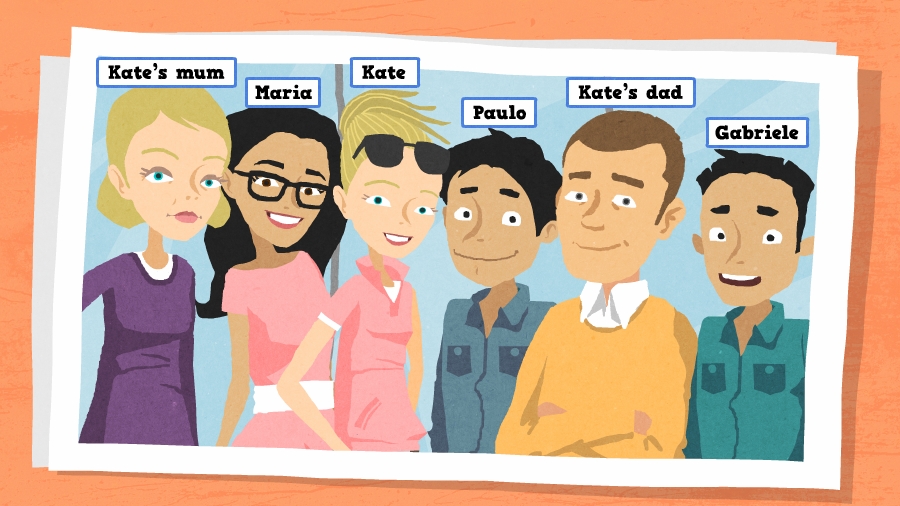 Kate's mum
Maria
Kate
Paulo
Kate's dad
Gabriele